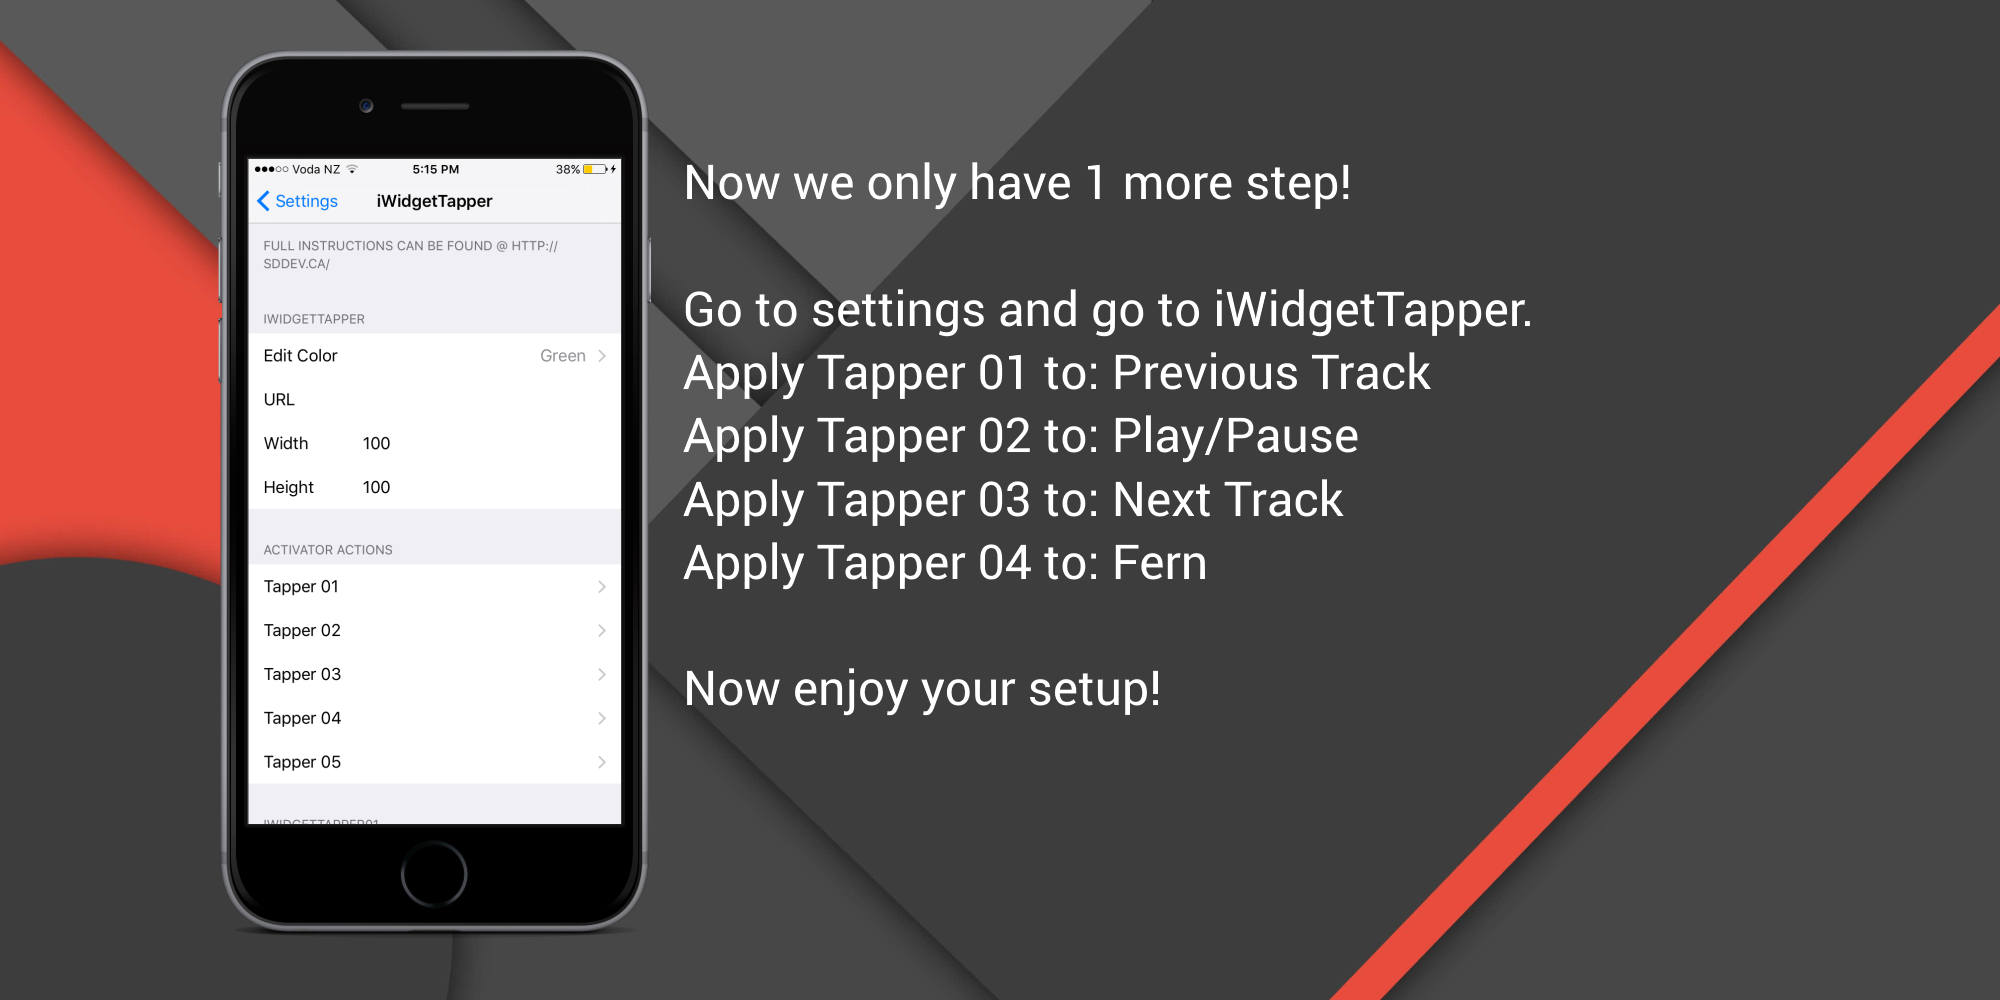 Voda NZ
5:15 PM
38%
Settings
iWidgetTapper
FULL INSTRUCTIONS CAN BE FOUND @ HTTP://
SDDEV.CA/
IWIDGETTAPPER
Edit Color
Green
URL
Width 100
Height 100
ACTIVATOR ACTIONS
Tapper 01
Tapper 02
Tapper 03
Tapper 04
Tapper 05
IWIDGETTAPPER01
Now we only have 1 more step!
Go to settings and go to iWidgetTapper.
Apply Tapper 01 to: Previous Track
Apply Tapper 02 to: Play/Pause
Apply Tapper 03 to: Next Track
Apply Tapper 04 to: Fern
Now enjoy your setup!